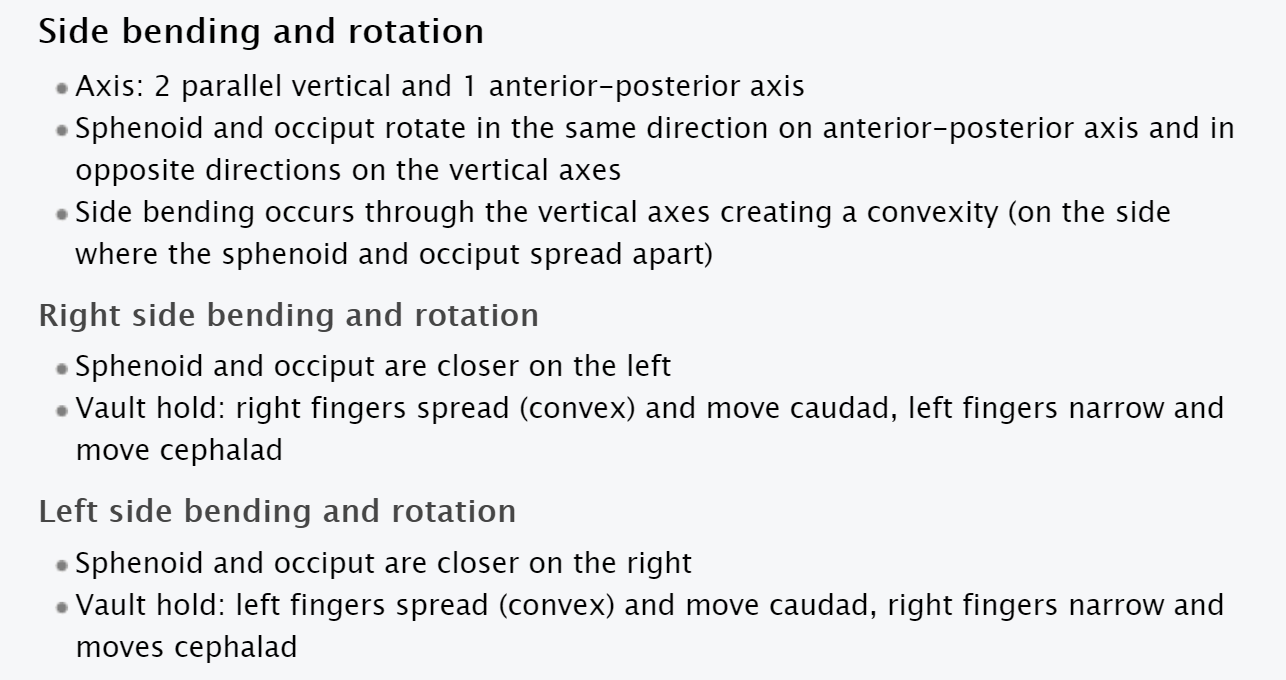 Side bending and rotation
• Axis: 2 parallel vertical and 1 anterior-posterior axis
• Sphenoid and occiput rotate in the same direction on anterior-posterior axis and in
opposite directions on the vertical axes
• Side bending occurs through the vertical axes creating a convexity (on the side
where the sphenoid and occiput spread apart)
Right side bending and rotation
• Sphenoid and occiput are closer on the left
• Vault hold: right fingers spread (convex) and move caudad, left fingers narrow and
move cephalad
Left side bending and rotation
• Sphenoid and occiput are closer on the right
• Vault hold: left fingers spread (convex) and move caudad, right fingers narrow and
moves cephalad